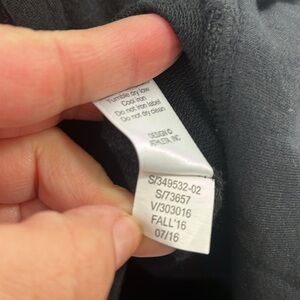 Tumble dry low
Cool iron
Do not iron label
Do not dry clean
DESIGN ©
ATHLETA, INC
S/349532-02
S/73657
V/303016
FALL'16
07/16